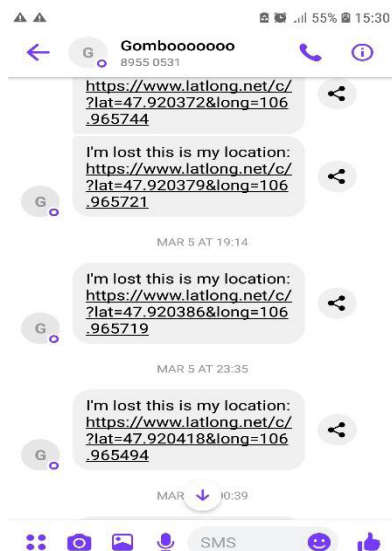 55% 15:30
G
Gombooooooo
8955 0531
https://www.latlong.net/c/
?lat=47.920372&long=106
.965744
I'm lost this is my location:
https://www.latlong.net/c/
?lat=47.920379&long=106
.965721
G
MAR 5 AT 19:14
I'm lost this is my location:
https://www.latlong.net/c/
?lat=47.920386&long=106
.965719
G
MAR 5 AT 23:35
I'm lost this is my location:
https://www.latlong.net/c/
?lat=47.920418&long=106
.965494
G
MAR 0:39
SMS